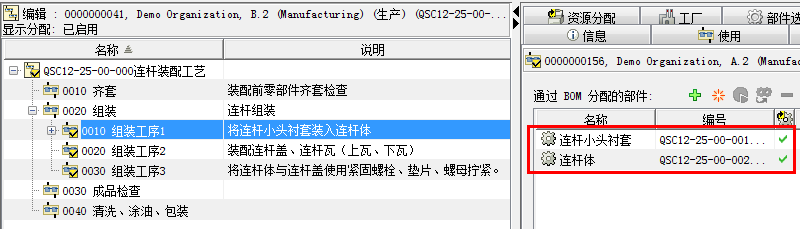 编辑 : 0000000041, Demo Organization, B.2 (Manufacturing) (生产) (QSC12-25-00-...
显示分配: 已启用
名称 说明
QSC12-25-00-000连杆装配工艺
0010 齐套 装配前零部件齐套检查
0020 组装 连杆组装
0010 组装工序1 将连杆小头衬套装入连杆体
0020 组装工序2 装配连杆盖、连杆瓦（上瓦、下瓦）
0030 组装工序3 将连杆体与连杆盖使用紧固螺栓、垫片、螺母拧紧。
0030 成品检查
0040 清洗、涂油、包装
资源分配 工厂 部件选
信息 使用
0000000156, Demo Organization, A.2 (Manufac
通过 BOM 分配的部件:
名称 编号
连杆小头衬套 QSC12-25-00-001...
连杆体 QSC12-25-00-002...